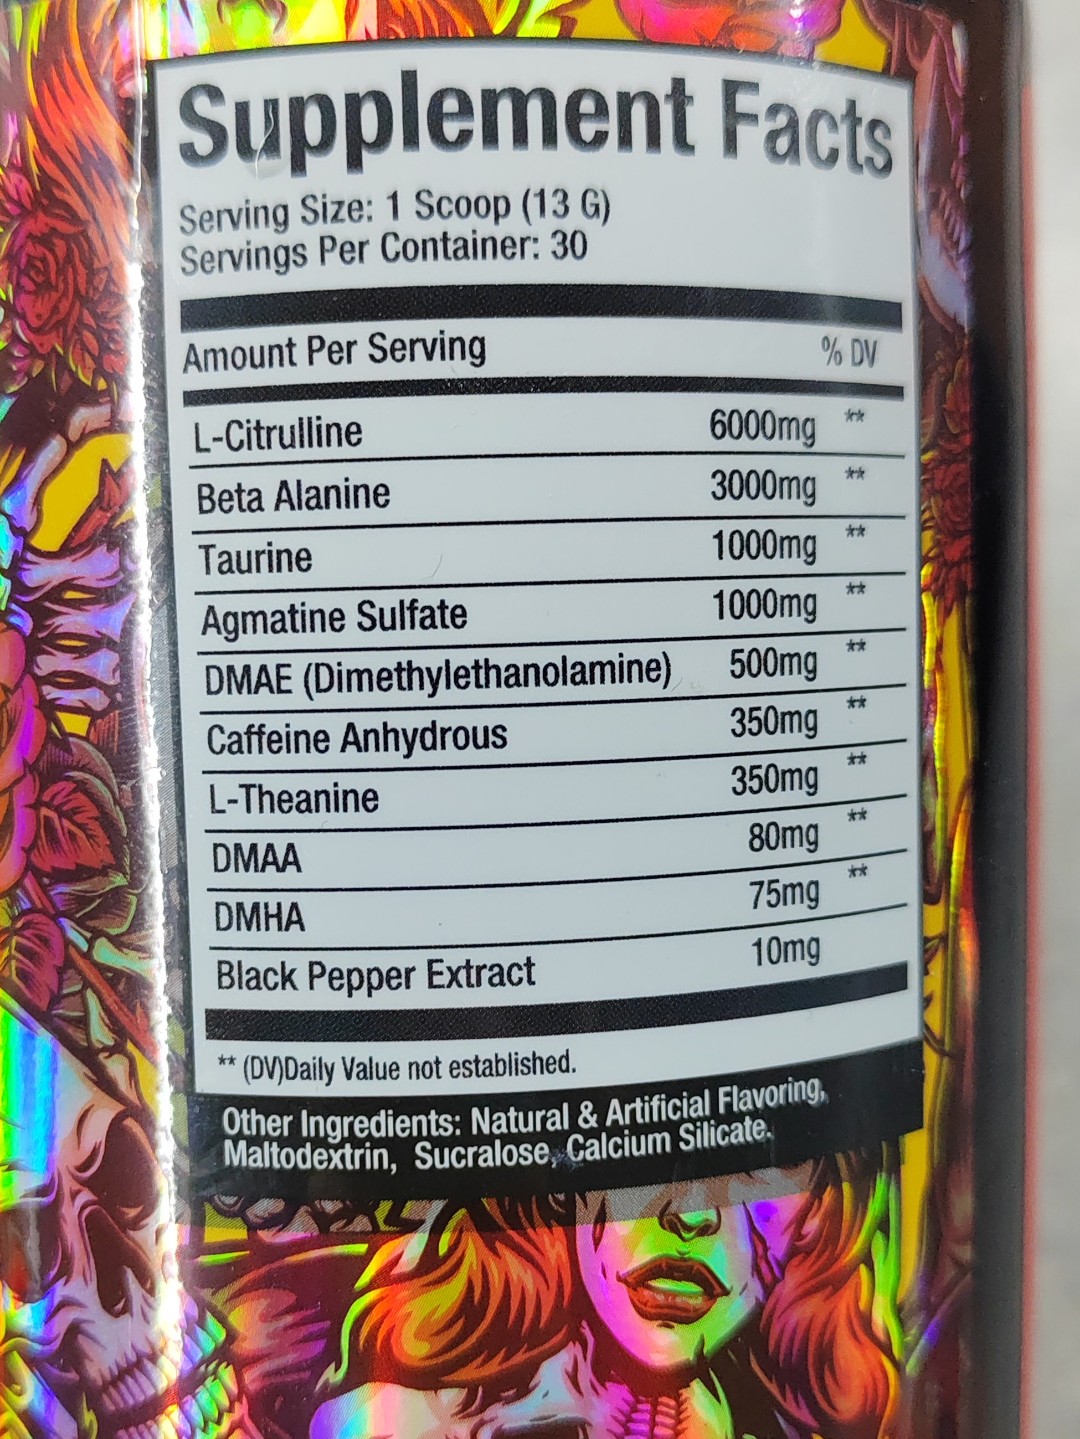 Supplement Facts
Serving Size: 1 Scoop (13 G)
Servings Per Container: 30
Amount Per Serving % DV
L-Citrulline 6000mg **
Beta Alanine 3000mg **
Taurine 1000mg **
Agmatine Sulfate 1000mg **
DMAE (Dimethylethanolamine) 500mg **
Caffeine Anhydrous 350mg **
L-Theanine 350mg **
DMAA 80mg **
DMHA 75mg **
Black Pepper Extract 10mg
** (DV)Daily Value not established.
Other Ingredients: Natural & Artificial Flavoring,
Maltodextrin, Sucralose, Calcium Silicate.